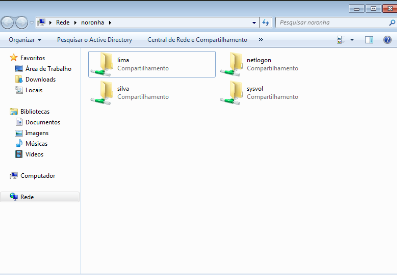 Rede ▸ noronha ▸
Pesquisar noronha
Organizar
Pesquisar o Active Directory
Central de Rede e Compartilhamento
»
Favoritos
Área de Trabalho
Downloads
Locais
Bibliotecas
Documentos
Imagens
Músicas
Vídeos
Computador
Rede
lima
Compartilhamento
netlogon
Compartilhamento
silva
Compartilhamento
sysvol
Compartilhamento